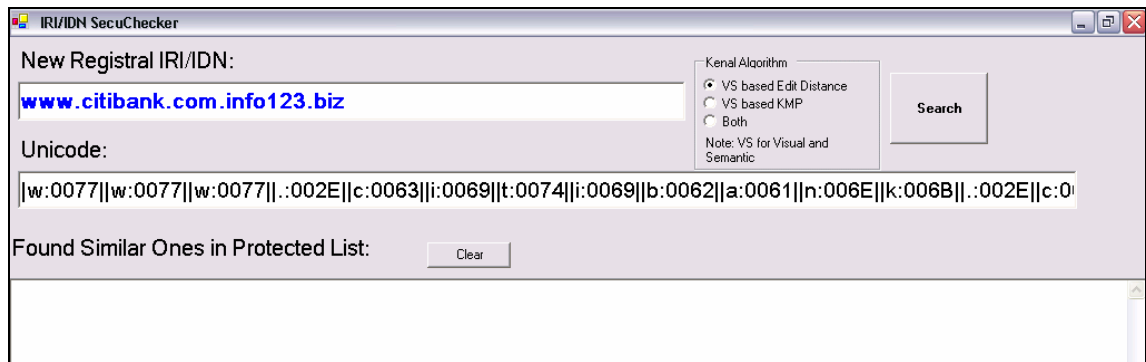 IRI/IDN SecuChecker
New Registral IRI/IDN:
www.citibank.com.info123.biz
Kenal Algorithm
VS based Edit Distance
VS based KMP
Both
Note: VS for Visual and
Semantic
Search
Unicode:
|w:0077||w:0077||w:0077||.:002E||c:0063||i:0069||t:0074||i:0069||b:0062||a:0061||n:006E||k:006B||.:002E||c:0
Found Similar Ones in Protected List:
Clear